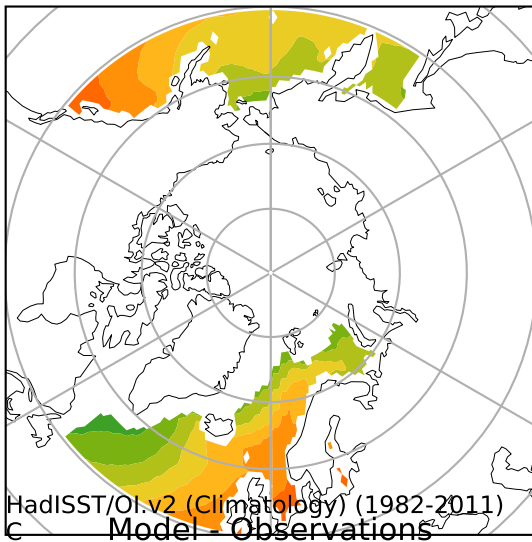 HadISST/OI.v2 (Climatology) (1982-2011)
C Model - Observations